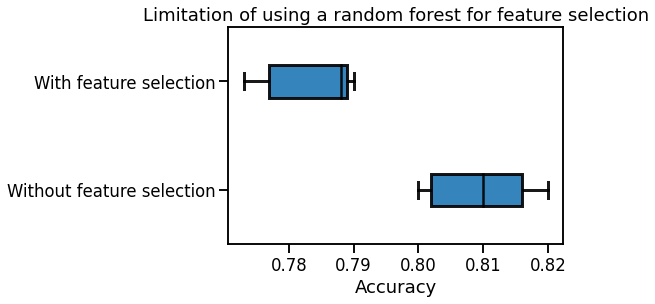 Limitation of using a random forest for feature selection
With feature selection
Without feature selection
0.78 0.79 0.80 0.81 0.82
Accuracy